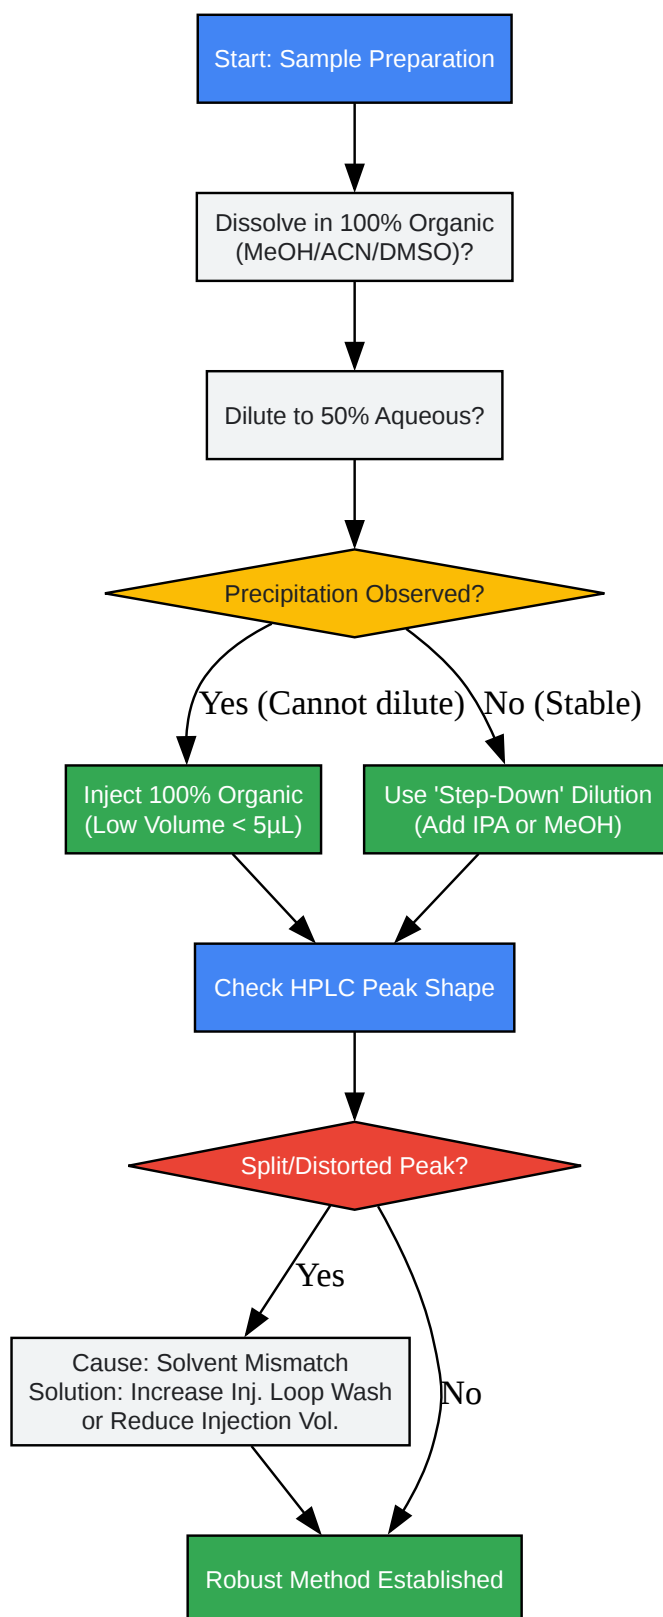 Start: Sample Preparation
Dissolve in 100% Organic
(MeOH/ACN/DMSO)?
Dilute to 50% Aqueous?
Precipitation Observed?
Yes (Cannot dilute)
No (Stable)
Inject 100% Organic
(Low Volume < 5µL)
Use 'Step-Down' Dilution
(Add IPA or MeOH)
Check HPLC Peak Shape
Split/Distorted Peak?
Yes
Cause: Solvent Mismatch
Solution: Increase Inj. Loop Wash
or Reduce Injection Vol.
No
Robust Method Established